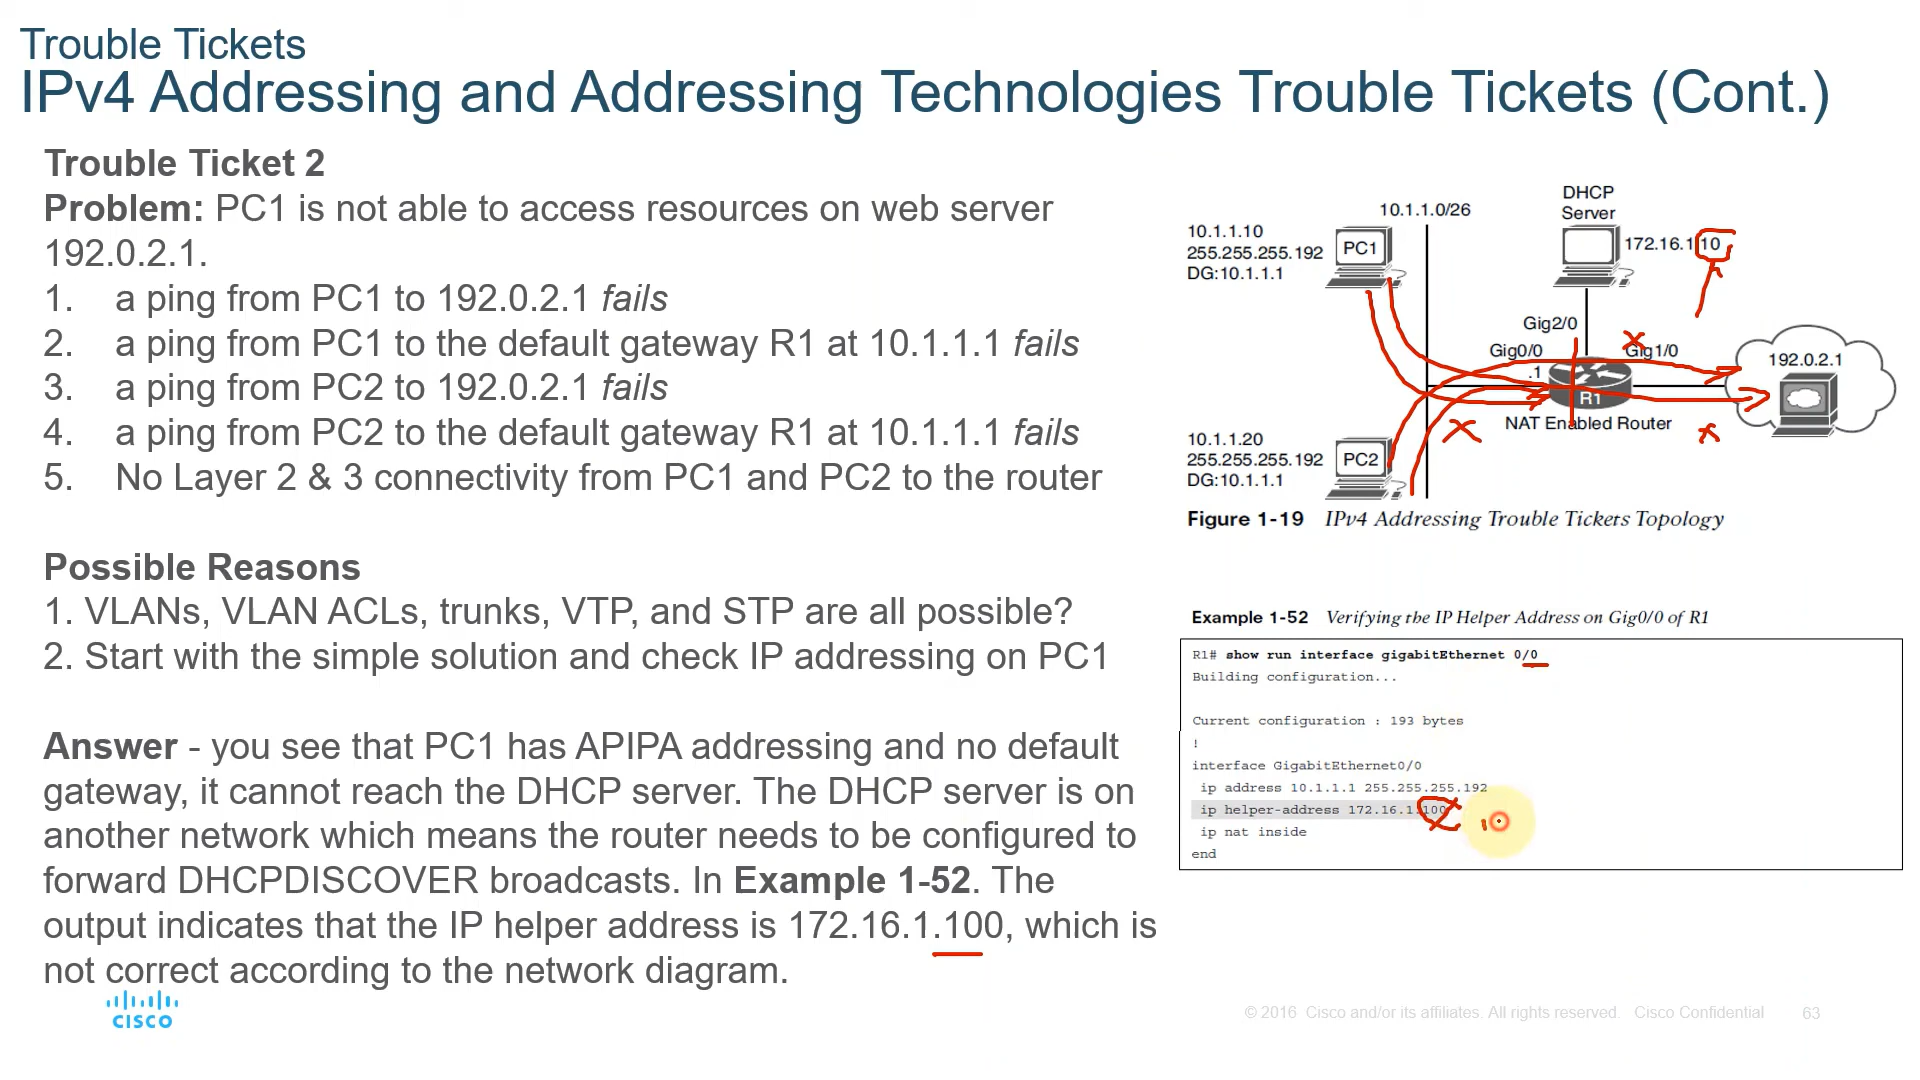 Trouble Tickets
IPv4 Addressing and Addressing Technologies Trouble Tickets (Cont.)
Trouble Ticket 2
Problem: PC1 is not able to access resources on web server
192.0.2.1.
1. a ping from PC1 to 192.0.2.1 fails
2. a ping from PC1 to the default gateway R1 at 10.1.1.1 fails
3. a ping from PC2 to 192.0.2.1 fails
4. a ping from PC2 to the default gateway R1 at 10.1.1.1 fails
5. No Layer 2 & 3 connectivity from PC1 and PC2 to the router
Possible Reasons
1. VLANs, VLAN ACLs, trunks, VTP, and STP are all possible?
2. Start with the simple solution and check IP addressing on PC1
Answer - you see that PC1 has APIPA addressing and no default
gateway, it cannot reach the DHCP server. The DHCP server is on
another network which means the router needs to be configured to
forward DHCPDISCOVER broadcasts. In Example 1-52. The
output indicates that the IP helper address is 172.16.1.100, which is
not correct according to the network diagram.
CISCO
10.1.1.0/26
DHCP
Server
10.1.1.10
255.255.255.192
DG:10.1.1.1
PC1
172.16.1.10
Gig2/0
Gig0/0
Gig1/0
.1
R1
192.0.2.1
NAT Enabled Router
10.1.1.20
255.255.255.192
DG:10.1.1.1
PC2
Figure 1-19 IPv4 Addressing Trouble Tickets Topology
Example 1-52 Verifying the IP Helper Address on Gig0/0 of R1
R1# show run interface gigabitEthernet 0/0
Building configuration...
Current configuration : 193 bytes
!
interface GigabitEthernet0/0
ip address 10.1.1.1 255.255.255.192
ip helper-address 172.16.1.100
ip nat inside
end
© 2016 Cisco and/or its affiliates. All rights reserved. Cisco Confidential 63